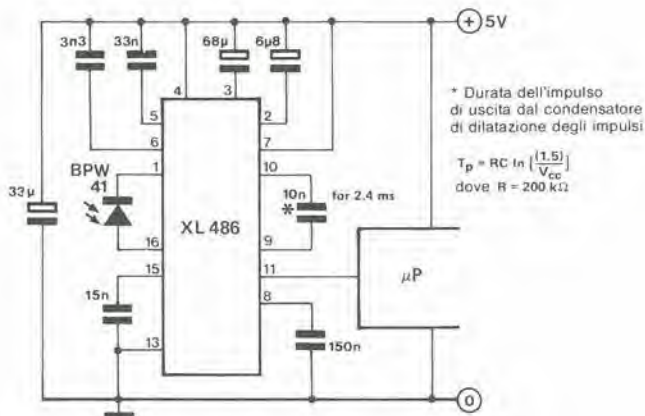 + 5V
3n3
33n
68µ
6µ8
4
3
5
2
6
7
BPW
41
1
10
33µ
10n
*
for 2.4 ms
XL 486
16
9
15
11
µP
15n
8
13
150n
0
* Durata dell'impulso
di uscita dal condensatore
di dilatazione degli impulsi
Tp = RC ln [(1.5)/Vcc]
dove R = 200 kΩ